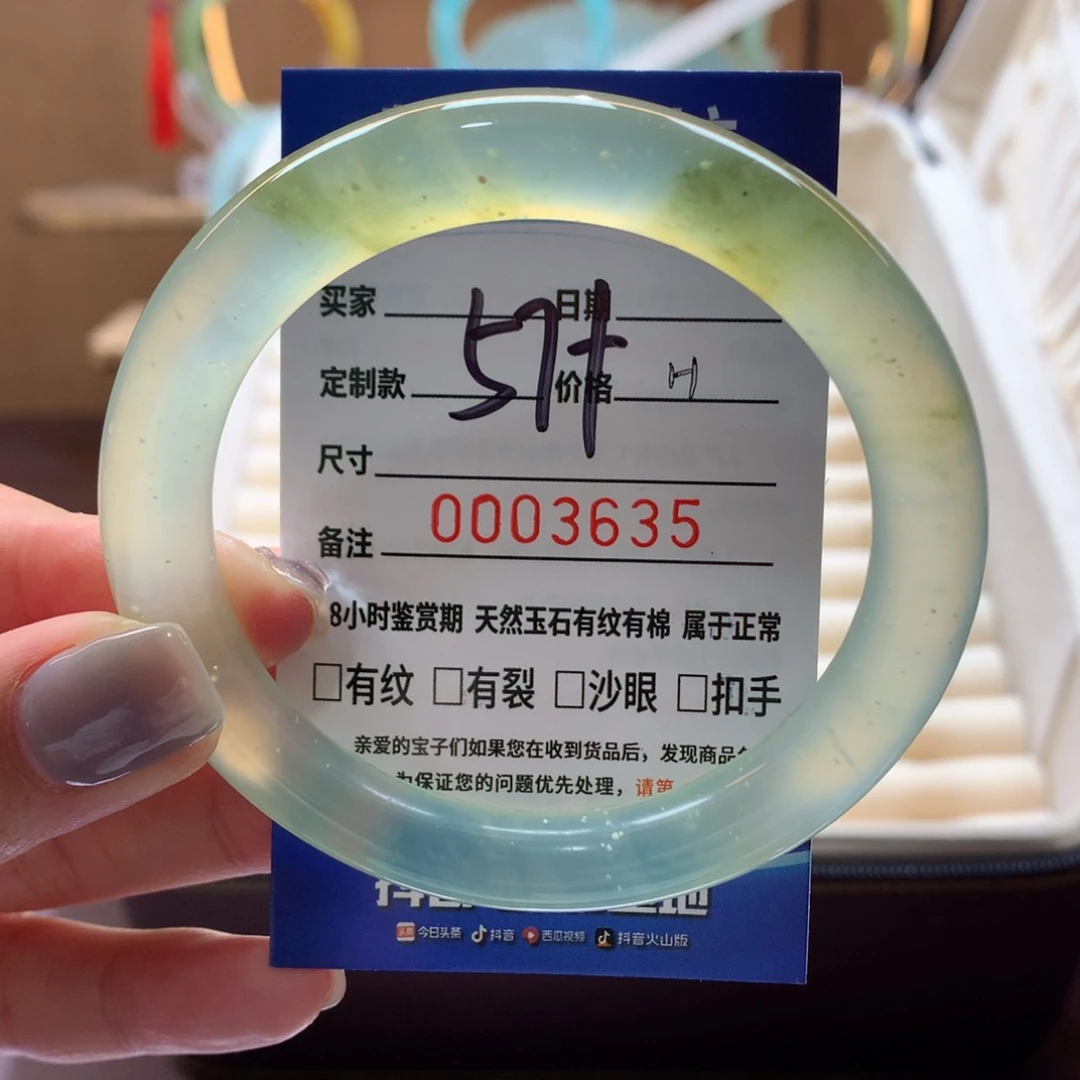 买家 日期
定制款 价格
57+
尺寸
0003635
备注
8小时鉴赏期 天然玉石有纹有棉 属于正常
□有纹 □有裂 □沙眼 □扣手
亲爱的宝子们如果您在收到货品后，发现商品
为保证您的问题优先处理，请第
今日头条 抖音 西瓜视频 抖音火山版